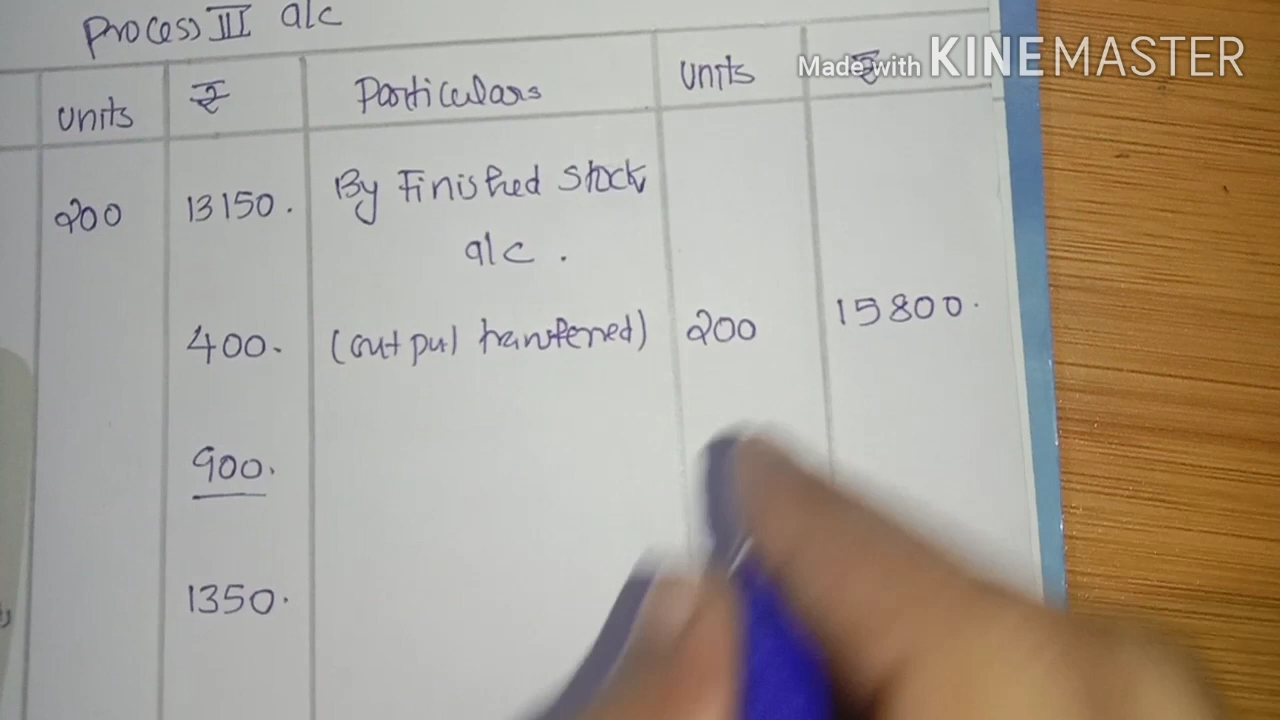 Process III a/c
Made with KINEMASTER
units ₹ Particulars units ₹
200 13150. By Finished Stock
a/c.
400. (output transferred) 200 15800.
900.
1350.